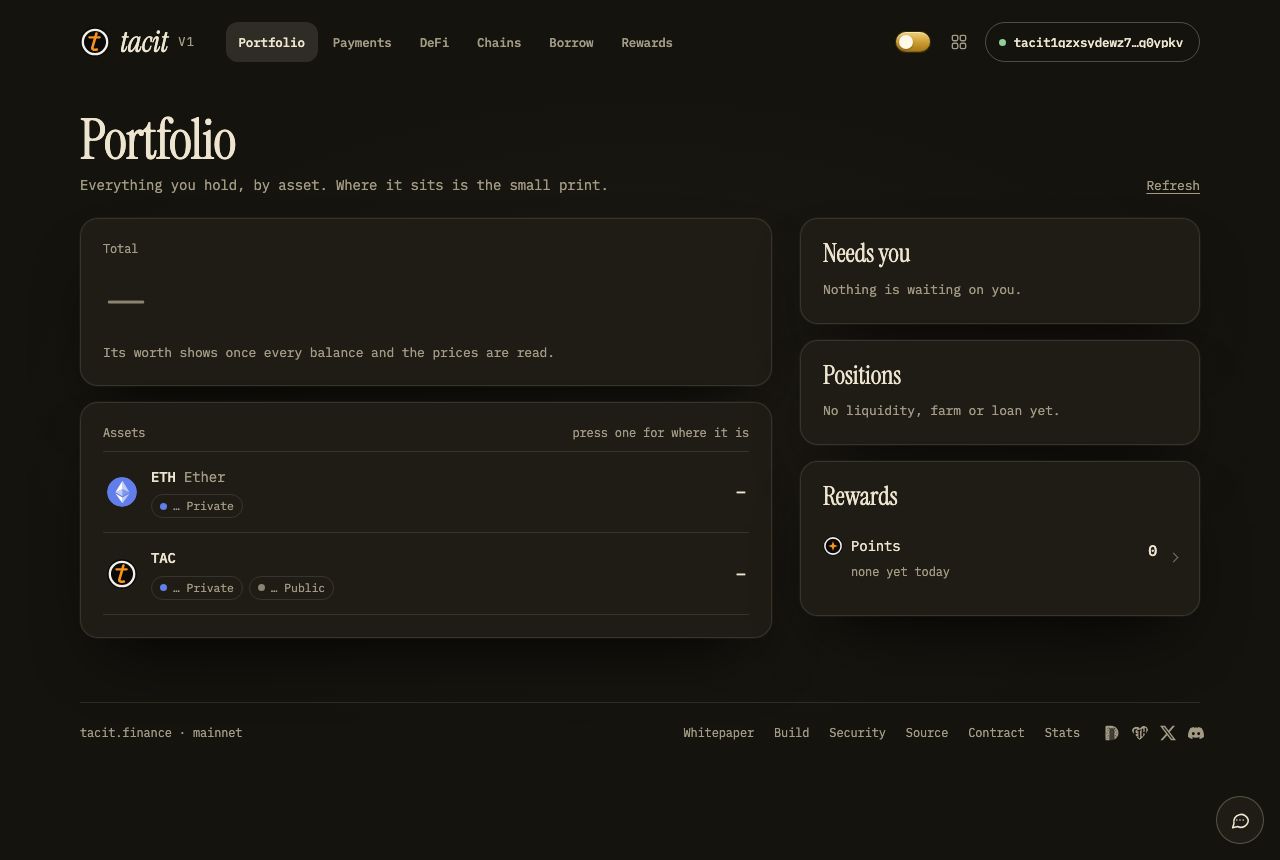 tacit V1
Portfolio Payments DeFi Chains Borrow Rewards
tacit1qzxsydewz7…q0ypkv
Portfolio
Everything you hold, by asset. Where it sits is the small print.
Refresh
Total
—
Its worth shows once every balance and the prices are read.
Assets press one for where it is
ETH Ether
… Private
–
TAC
… Private … Public
–
Needs you
Nothing is waiting on you.
Positions
No liquidity, farm or loan yet.
Rewards
Points 0
none yet today
tacit.finance · mainnet
Whitepaper Build Security Source Contract Stats